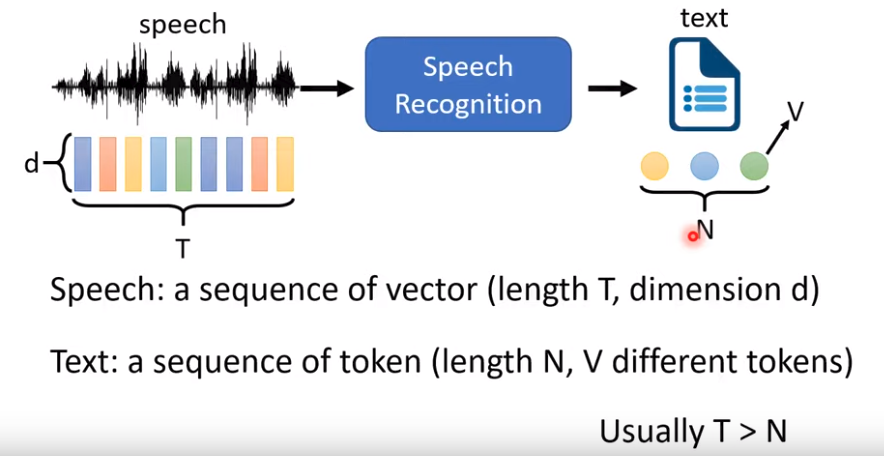 speech
text
Speech
Recognition
V
d
T
N
Speech: a sequence of vector (length T, dimension d)
Text: a sequence of token (length N, V different tokens)
Usually T > N